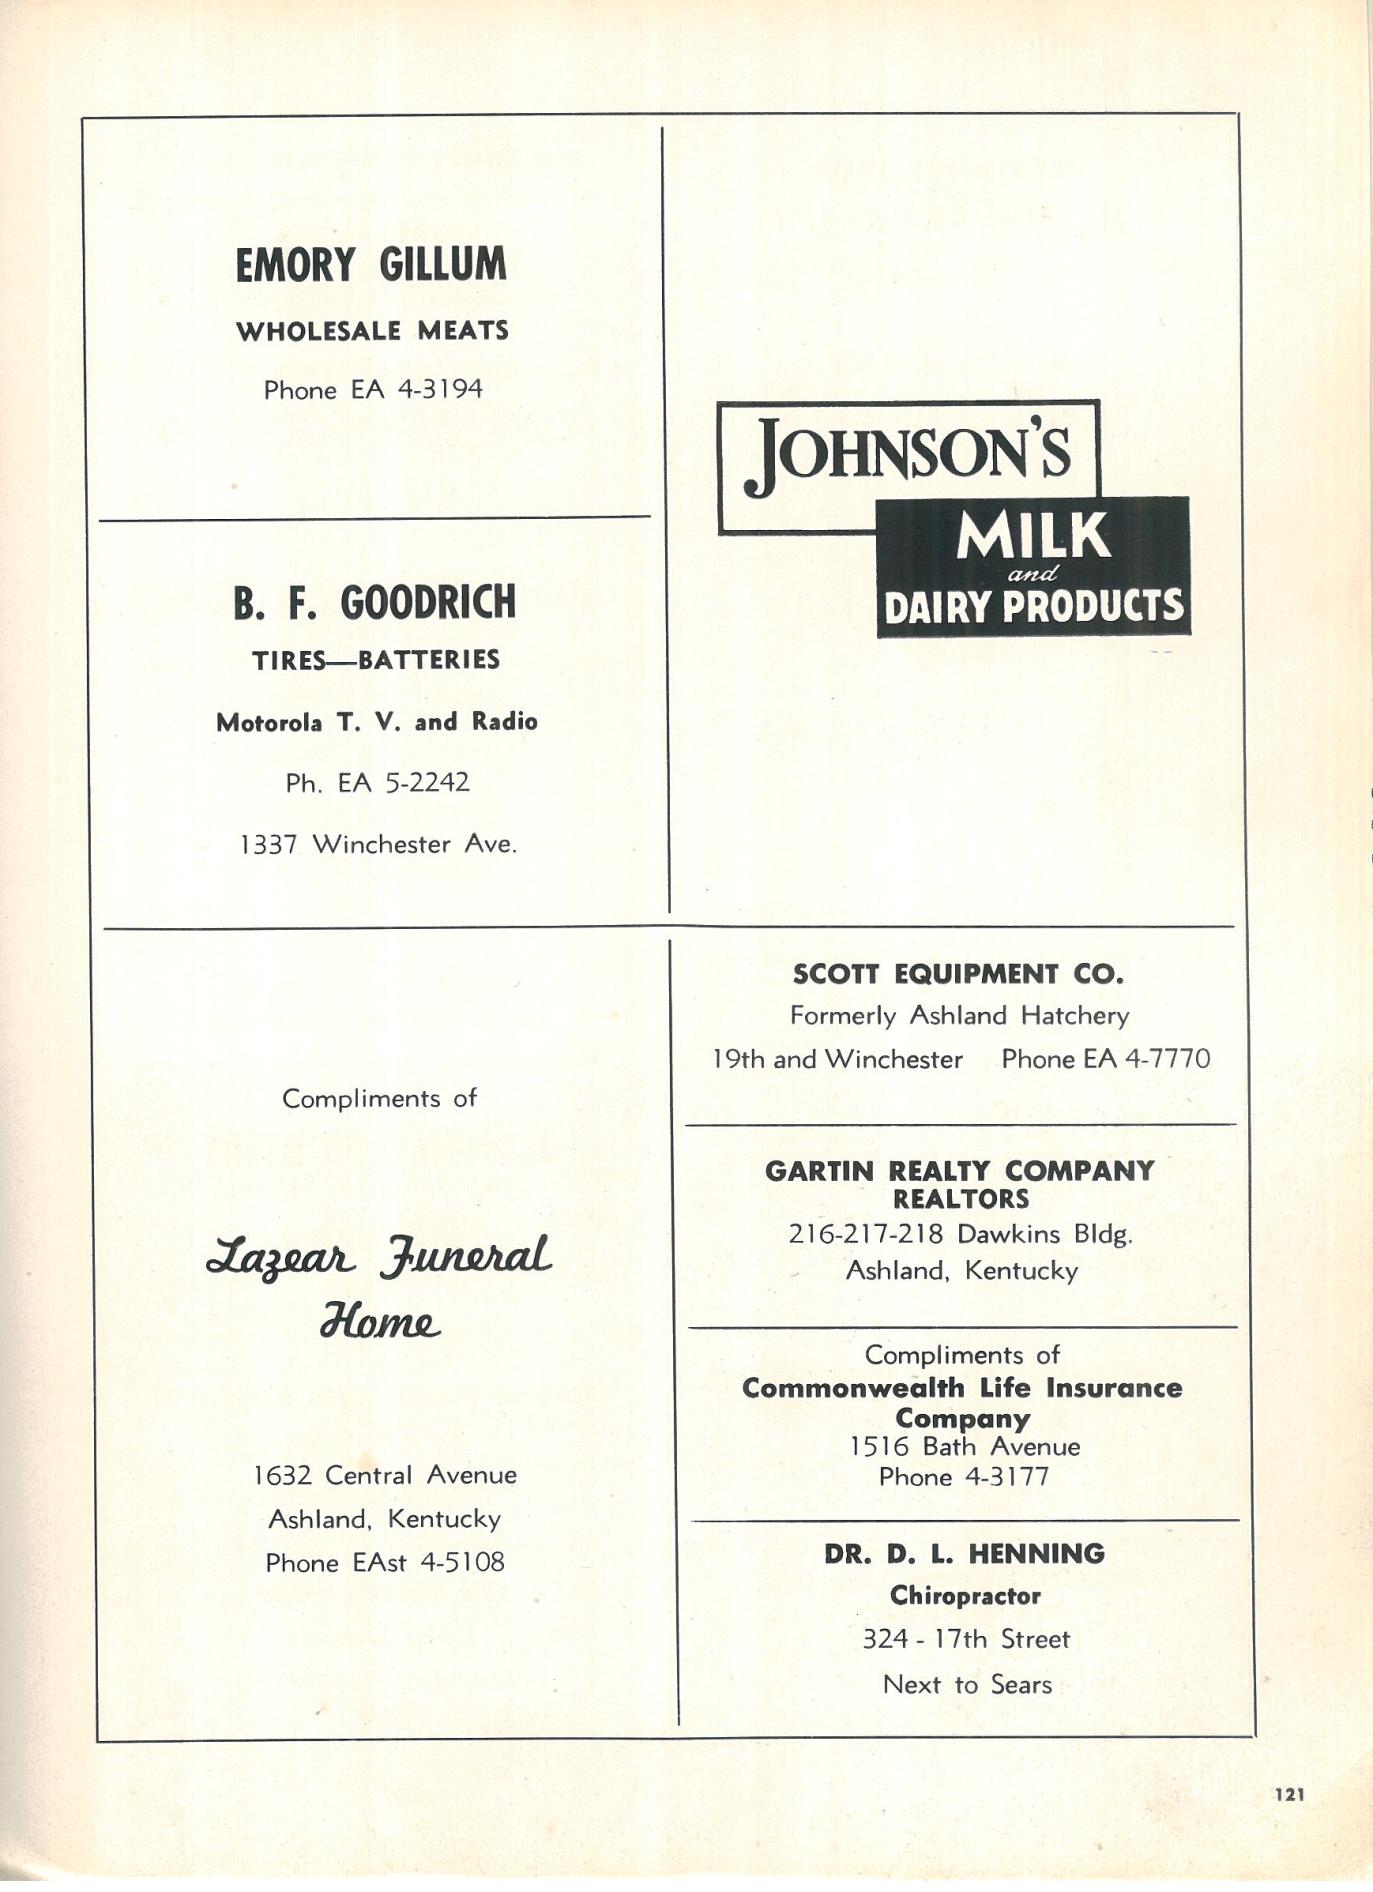 EMORY GILLUM
WHOLESALE MEATS
Phone EA 4-3194
B. F. GOODRICH
TIRES—BATTERIES
Motorola T. V. and Radio
Ph. EA 5-2242
1337 Winchester Ave.
JOHNSON'S
MILK
and
DAIRY PRODUCTS
Compliments of
Lazear Funeral
Home
1632 Central Avenue
Ashland, Kentucky
Phone EAst 4-5108
SCOTT EQUIPMENT CO.
Formerly Ashland Hatchery
19th and Winchester Phone EA 4-7770
GARTIN REALTY COMPANY
REALTORS
216-217-218 Dawkins Bldg.
Ashland, Kentucky
Compliments of
Commonwealth Life Insurance
Company
1516 Bath Avenue
Phone 4-3177
DR. D. L. HENNING
Chiropractor
324 - 17th Street
Next to Sears
121